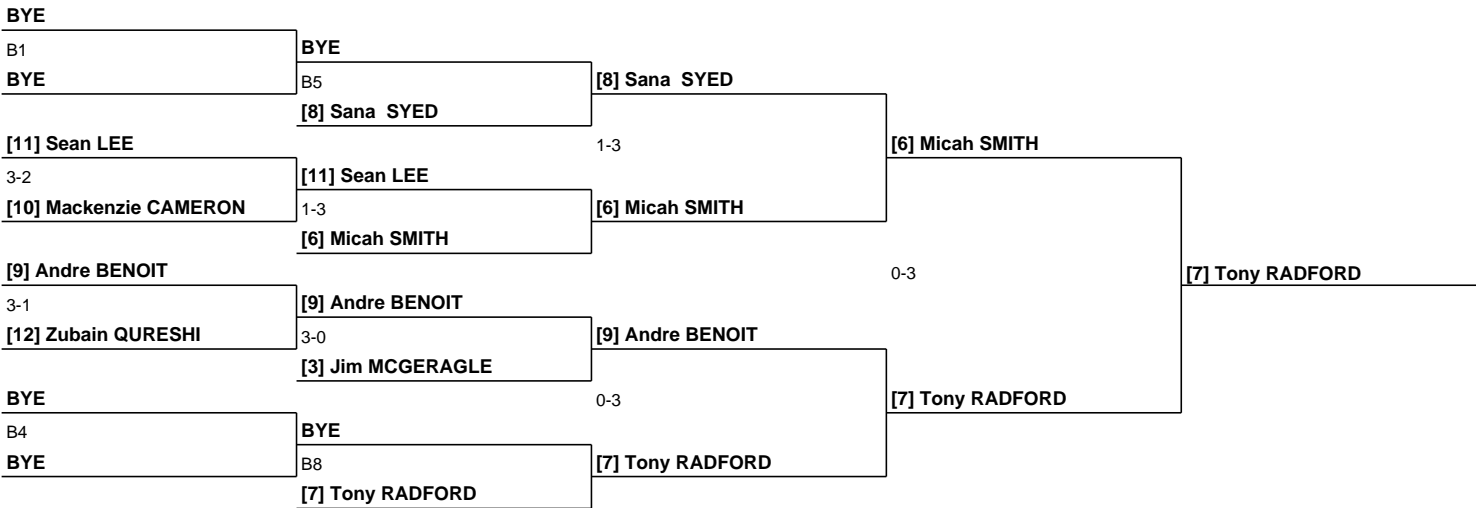 BYE
B1
BYE
BYE
B5
[8] Sana  SYED
[8] Sana  SYED
[11] Sean LEE
1-3
[6] Micah SMITH
3-2
[11] Sean LEE
[10] Mackenzie CAMERON
1-3
[6] Micah SMITH
[6] Micah SMITH
[9] Andre BENOIT
0-3
[7] Tony RADFORD
3-1
[9] Andre BENOIT
[12] Zubain QURESHI
3-0
[9] Andre BENOIT
[3] Jim MCGERAGLE
BYE
0-3
[7] Tony RADFORD
B4
BYE
BYE
B8
[7] Tony RADFORD
[7] Tony RADFORD